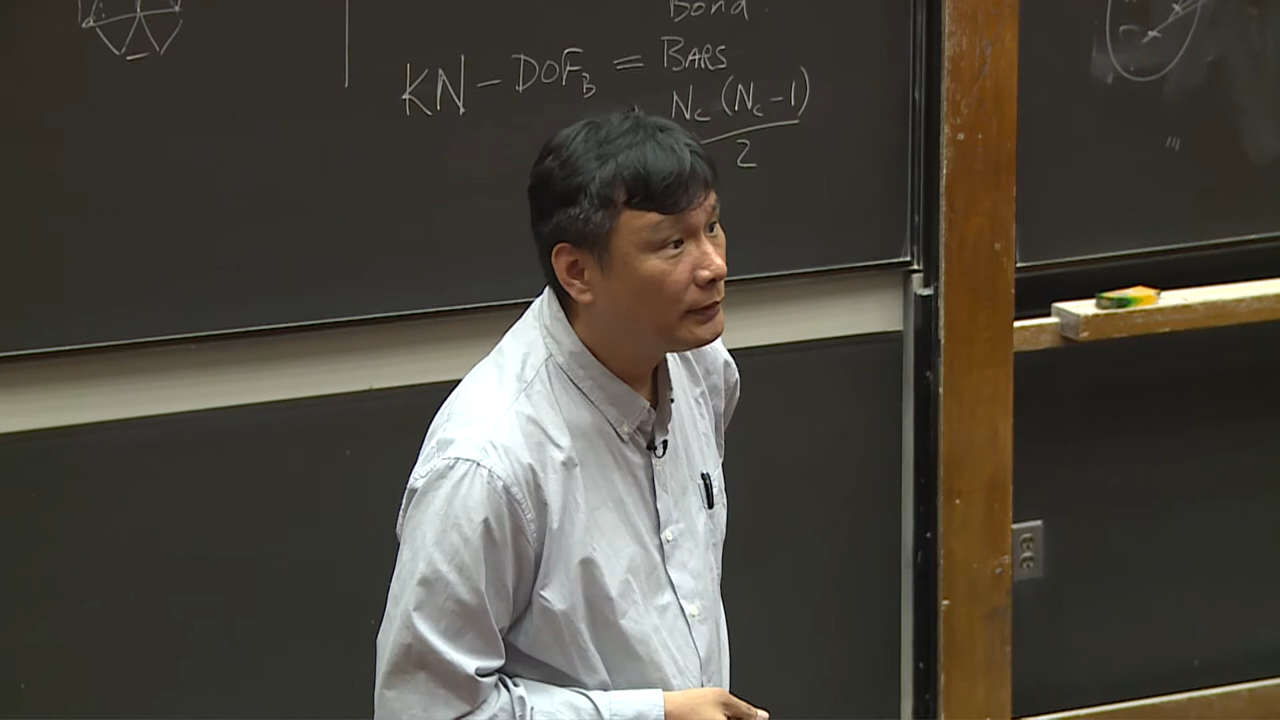 Bond
KN - DOF_B = BARS
N_c (N_c - 1)
2